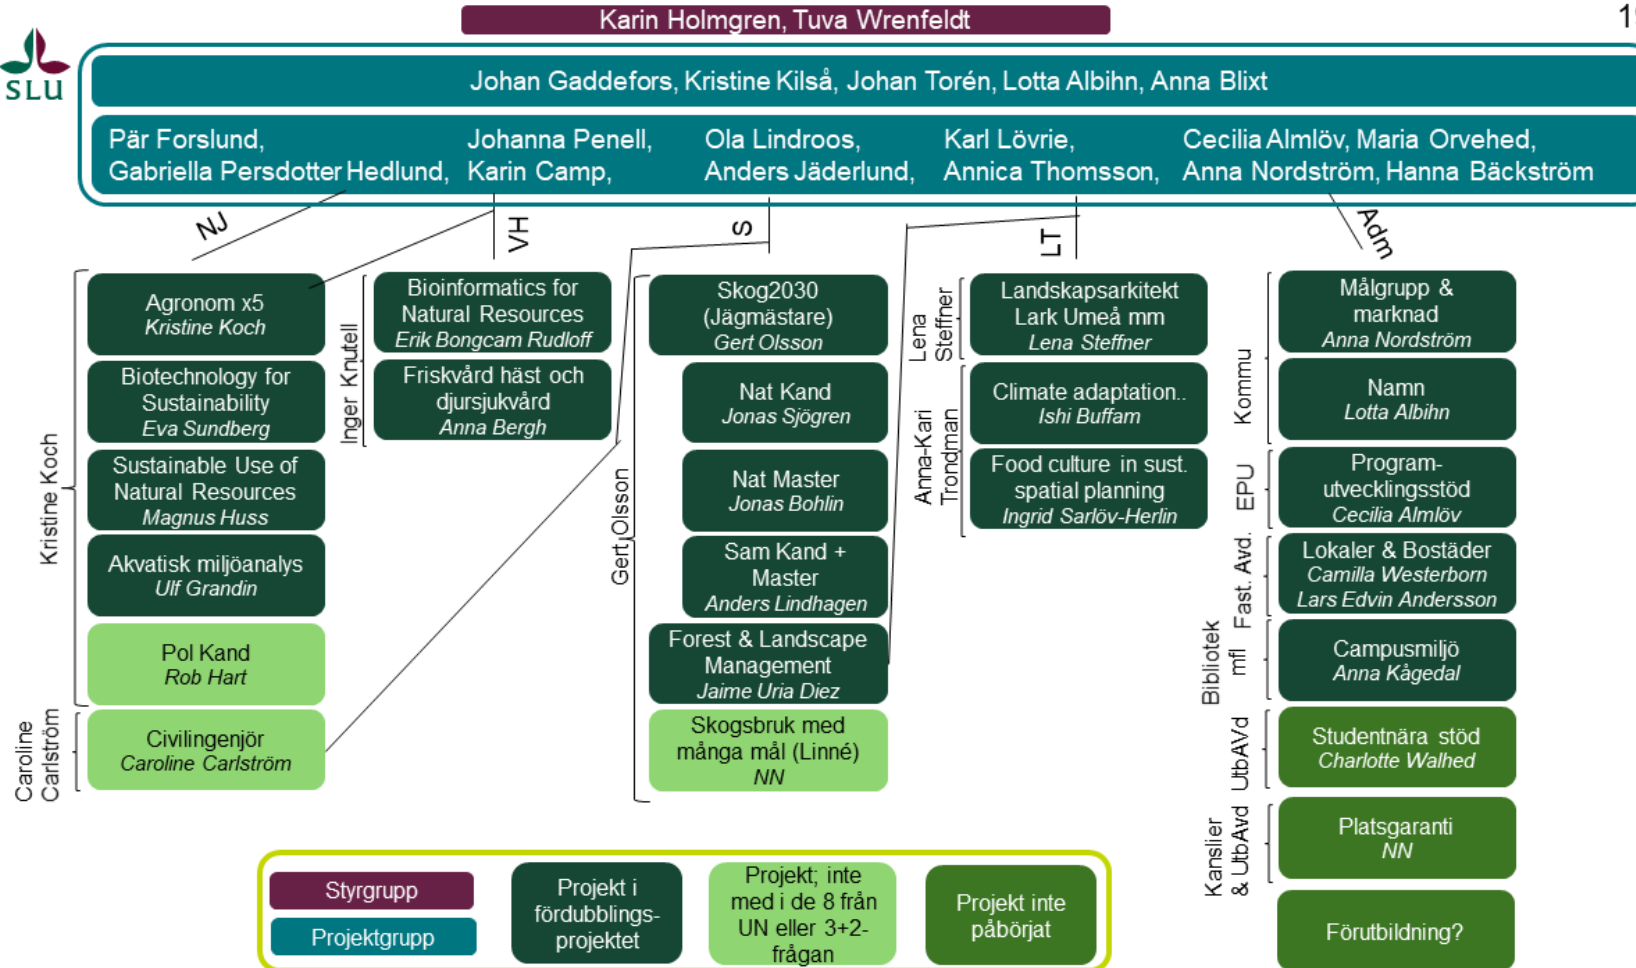 Karin Holmgren, Tuva Wrenfeldt
SLU
Johan Gaddefors, Kristine Kilså, Johan Torén, Lotta Albihn, Anna Blixt
Pär Forslund,
Gabriella Persdotter Hedlund,
Johanna Penell,
Karin Camp,
Ola Lindroos,
Anders Jäderlund,
Karl Lövrie,
Annica Thomsson,
Cecilia Almlöv, Maria Orvehed,
Anna Nordström, Hanna Bäckström
NJ
VH
S
LT
Adm
Kristine Koch
Agronom x5
Kristine Koch
Biotechnology for
Sustainability
Eva Sundberg
Sustainable Use of
Natural Resources
Magnus Huss
Akvatisk miljöanalys
Ulf Grandin
Pol Kand
Rob Hart
Caroline
Carlström
Civilingenjör
Caroline Carlström
Inger Knutell
Bioinformatics for
Natural Resources
Erik Bongcam Rudloff
Friskvård häst och
djursjukvård
Anna Bergh
Gert Olsson
Skog2030
(Jägmästare)
Gert Olsson
Nat Kand
Jonas Sjögren
Nat Master
Jonas Bohlin
Sam Kand +
Master
Anders Lindhagen
Forest & Landscape
Management
Jaime Uria Diez
Skogsbruk med
många mål (Linné)
NN
Lena
Steffner
Landskapsarkitekt
Lark Umeå mm
Lena Steffner
Anna-Kari
Trondman
Climate adaptation..
Ishi Buffam
Food culture in sust.
spatial planning
Ingrid Sarlöv-Herlin
Kommu
Målgrupp &
marknad
Anna Nordström
Namn
Lotta Albihn
EPU
Program-
utvecklingsstöd
Cecilia Almlöv
Fast. Avd.
Lokaler & Bostäder
Camilla Westerborn
Lars Edvin Andersson
Bibliotek
mfl
Campusmiljö
Anna Kågedal
UtbAVd
Studentnära stöd
Charlotte Walhed
Kanslier
& UtbAvd
Platsgaranti
NN
Förutbildning?
Styrgrupp
Projektgrupp
Projekt i
fördubblings-
projektet
Projekt; inte
med i de 8 från
UN eller 3+2-
frågan
Projekt inte
påbörjat